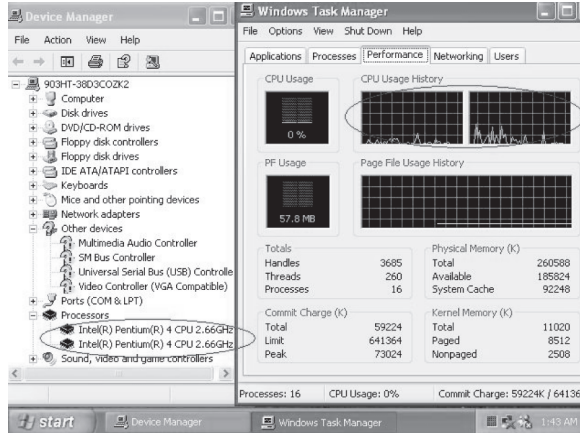 Device Manager
File Action View Help
903HT-38D3COZK2
Computer
Disk drives
DVD/CD-ROM drives
Floppy disk controllers
Floppy disk drives
IDE ATA/ATAPI controllers
Keyboards
Mice and other pointing devices
Network adapters
Other devices
Multimedia Audio Controller
SM Bus Controller
Universal Serial Bus (USB) Controlle
Video Controller (VGA Compatible)
Ports (COM & LPT)
Processors
Intel(R) Pentium(R) 4 CPU 2.66GHz
Intel(R) Pentium(R) 4 CPU 2.66GHz
Sound, video and game controllers
Windows Task Manager
File Options View Shut Down Help
Applications Processes Performance Networking Users
CPU Usage
CPU Usage History
0 %
PF Usage
Page File Usage History
57.8 MB
Totals
Handles 3685
Threads 260
Processes 16
Physical Memory (K)
Total 260588
Available 185824
System Cache 92248
Commit Charge (K)
Total 59224
Limit 641364
Peak 73024
Kernel Memory (K)
Total 11020
Paged 8512
Nonpaged 2508
Processes: 16 CPU Usage: 0% Commit Charge: 59224K / 64136
start Device Manager Windows Task Manager 1:43 AM